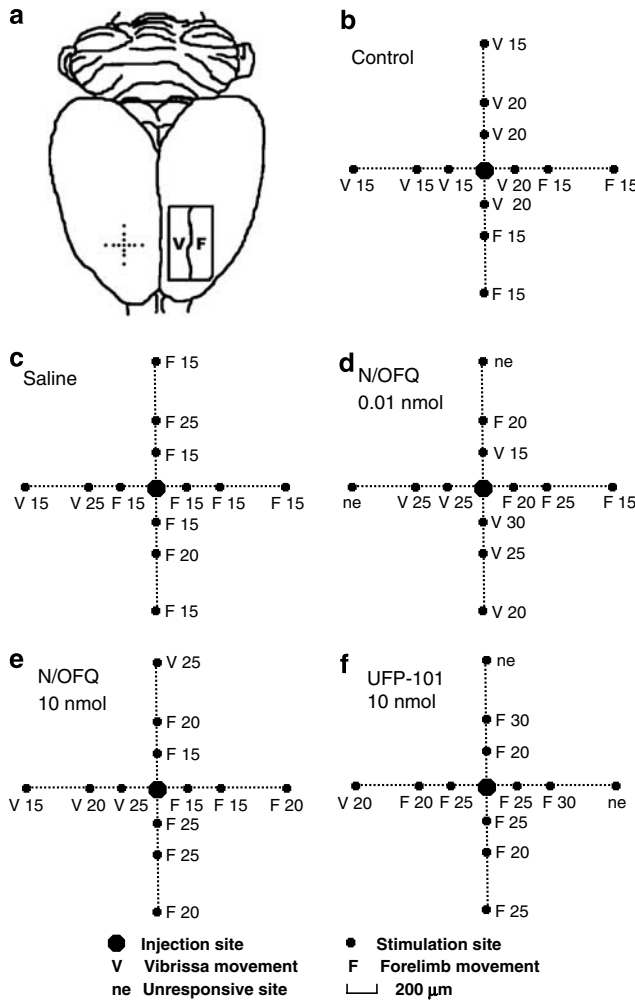 a
V F
b
Control
V 15
V 20
V 20
V 15 V 15 V 15 V 20 F 15 F 15
V 20
F 15
F 15
c
Saline
F 15
F 25
F 15
V 15 V 25 F 15 F 15 F 15 F 15
F 15
F 20
F 15
d
N/OFQ
0.01 nmol
ne
F 20
V 15
ne V 25 V 25 F 20 F 25 F 15
V 30
V 25
V 20
e
N/OFQ
10 nmol
V 25
F 20
F 15
V 15 V 20 V 25 F 15 F 15 F 20
F 25
F 25
F 20
f
UFP-101
10 nmol
ne
F 30
F 20
V 20 F 20 F 25 F 25 F 30 ne
F 25
F 20
F 25
Injection site
Stimulation site
V Vibrissa movement
F Forelimb movement
ne Unresponsive site
200 µm